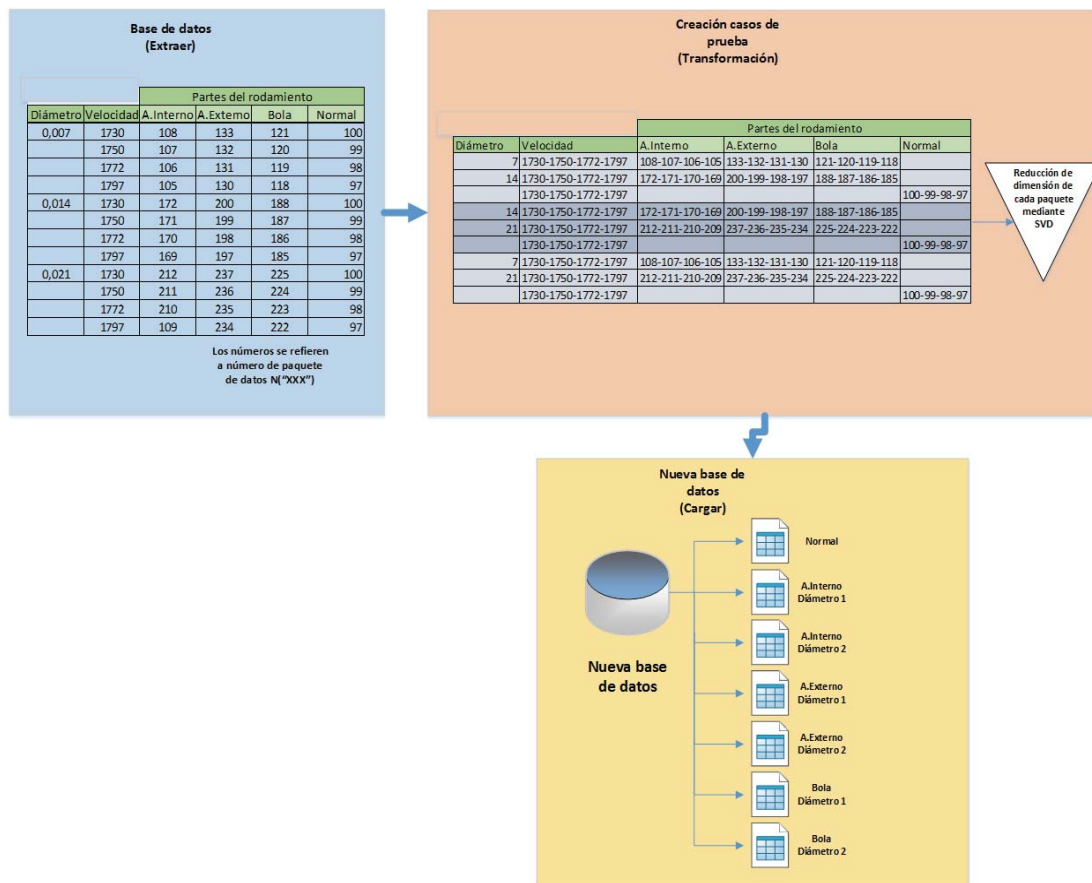 Base de datos
(Extraer)
Partes del rodamiento
Diámetro Velocidad A.Interno A.Externo Bola Normal
0,007 1730 108 133 121 100
1750 107 132 120 99
1772 106 131 119 98
1797 105 130 118 97
0,014 1730 172 200 188 100
1750 171 199 187 99
1772 170 198 186 98
1797 169 197 185 97
0,021 1730 212 237 225 100
1750 211 236 224 99
1772 210 235 223 98
1797 109 234 222 97
Los números se refieren
a número de paquete
de datos N("XXX")
Creación casos de
prueba
(Transformación)
Partes del rodamiento
Diámetro Velocidad A.Interno A.Externo Bola Normal
7 1730-1750-1772-1797 108-107-106-105 133-132-131-130 121-120-119-118
14 1730-1750-1772-1797 172-171-170-169 200-199-198-197 188-187-186-185
1730-1750-1772-1797 100-99-98-97
14 1730-1750-1772-1797 172-171-170-169 200-199-198-197 188-187-186-185
21 1730-1750-1772-1797 212-211-210-209 237-236-235-234 225-224-223-222
1730-1750-1772-1797 100-99-98-97
7 1730-1750-1772-1797 108-107-106-105 133-132-131-130 121-120-119-118
21 1730-1750-1772-1797 212-211-210-209 237-236-235-234 225-224-223-222
1730-1750-1772-1797 100-99-98-97
Reducción de
dimensión de
cada paquete
mediante
SVD
Nueva base de
datos
(Cargar)
Nueva base
de datos
Normal
A.Interno
Diámetro 1
A.Interno
Diámetro 2
A.Externo
Diámetro 1
A.Externo
Diámetro 2
Bola
Diámetro 1
Bola
Diámetro 2